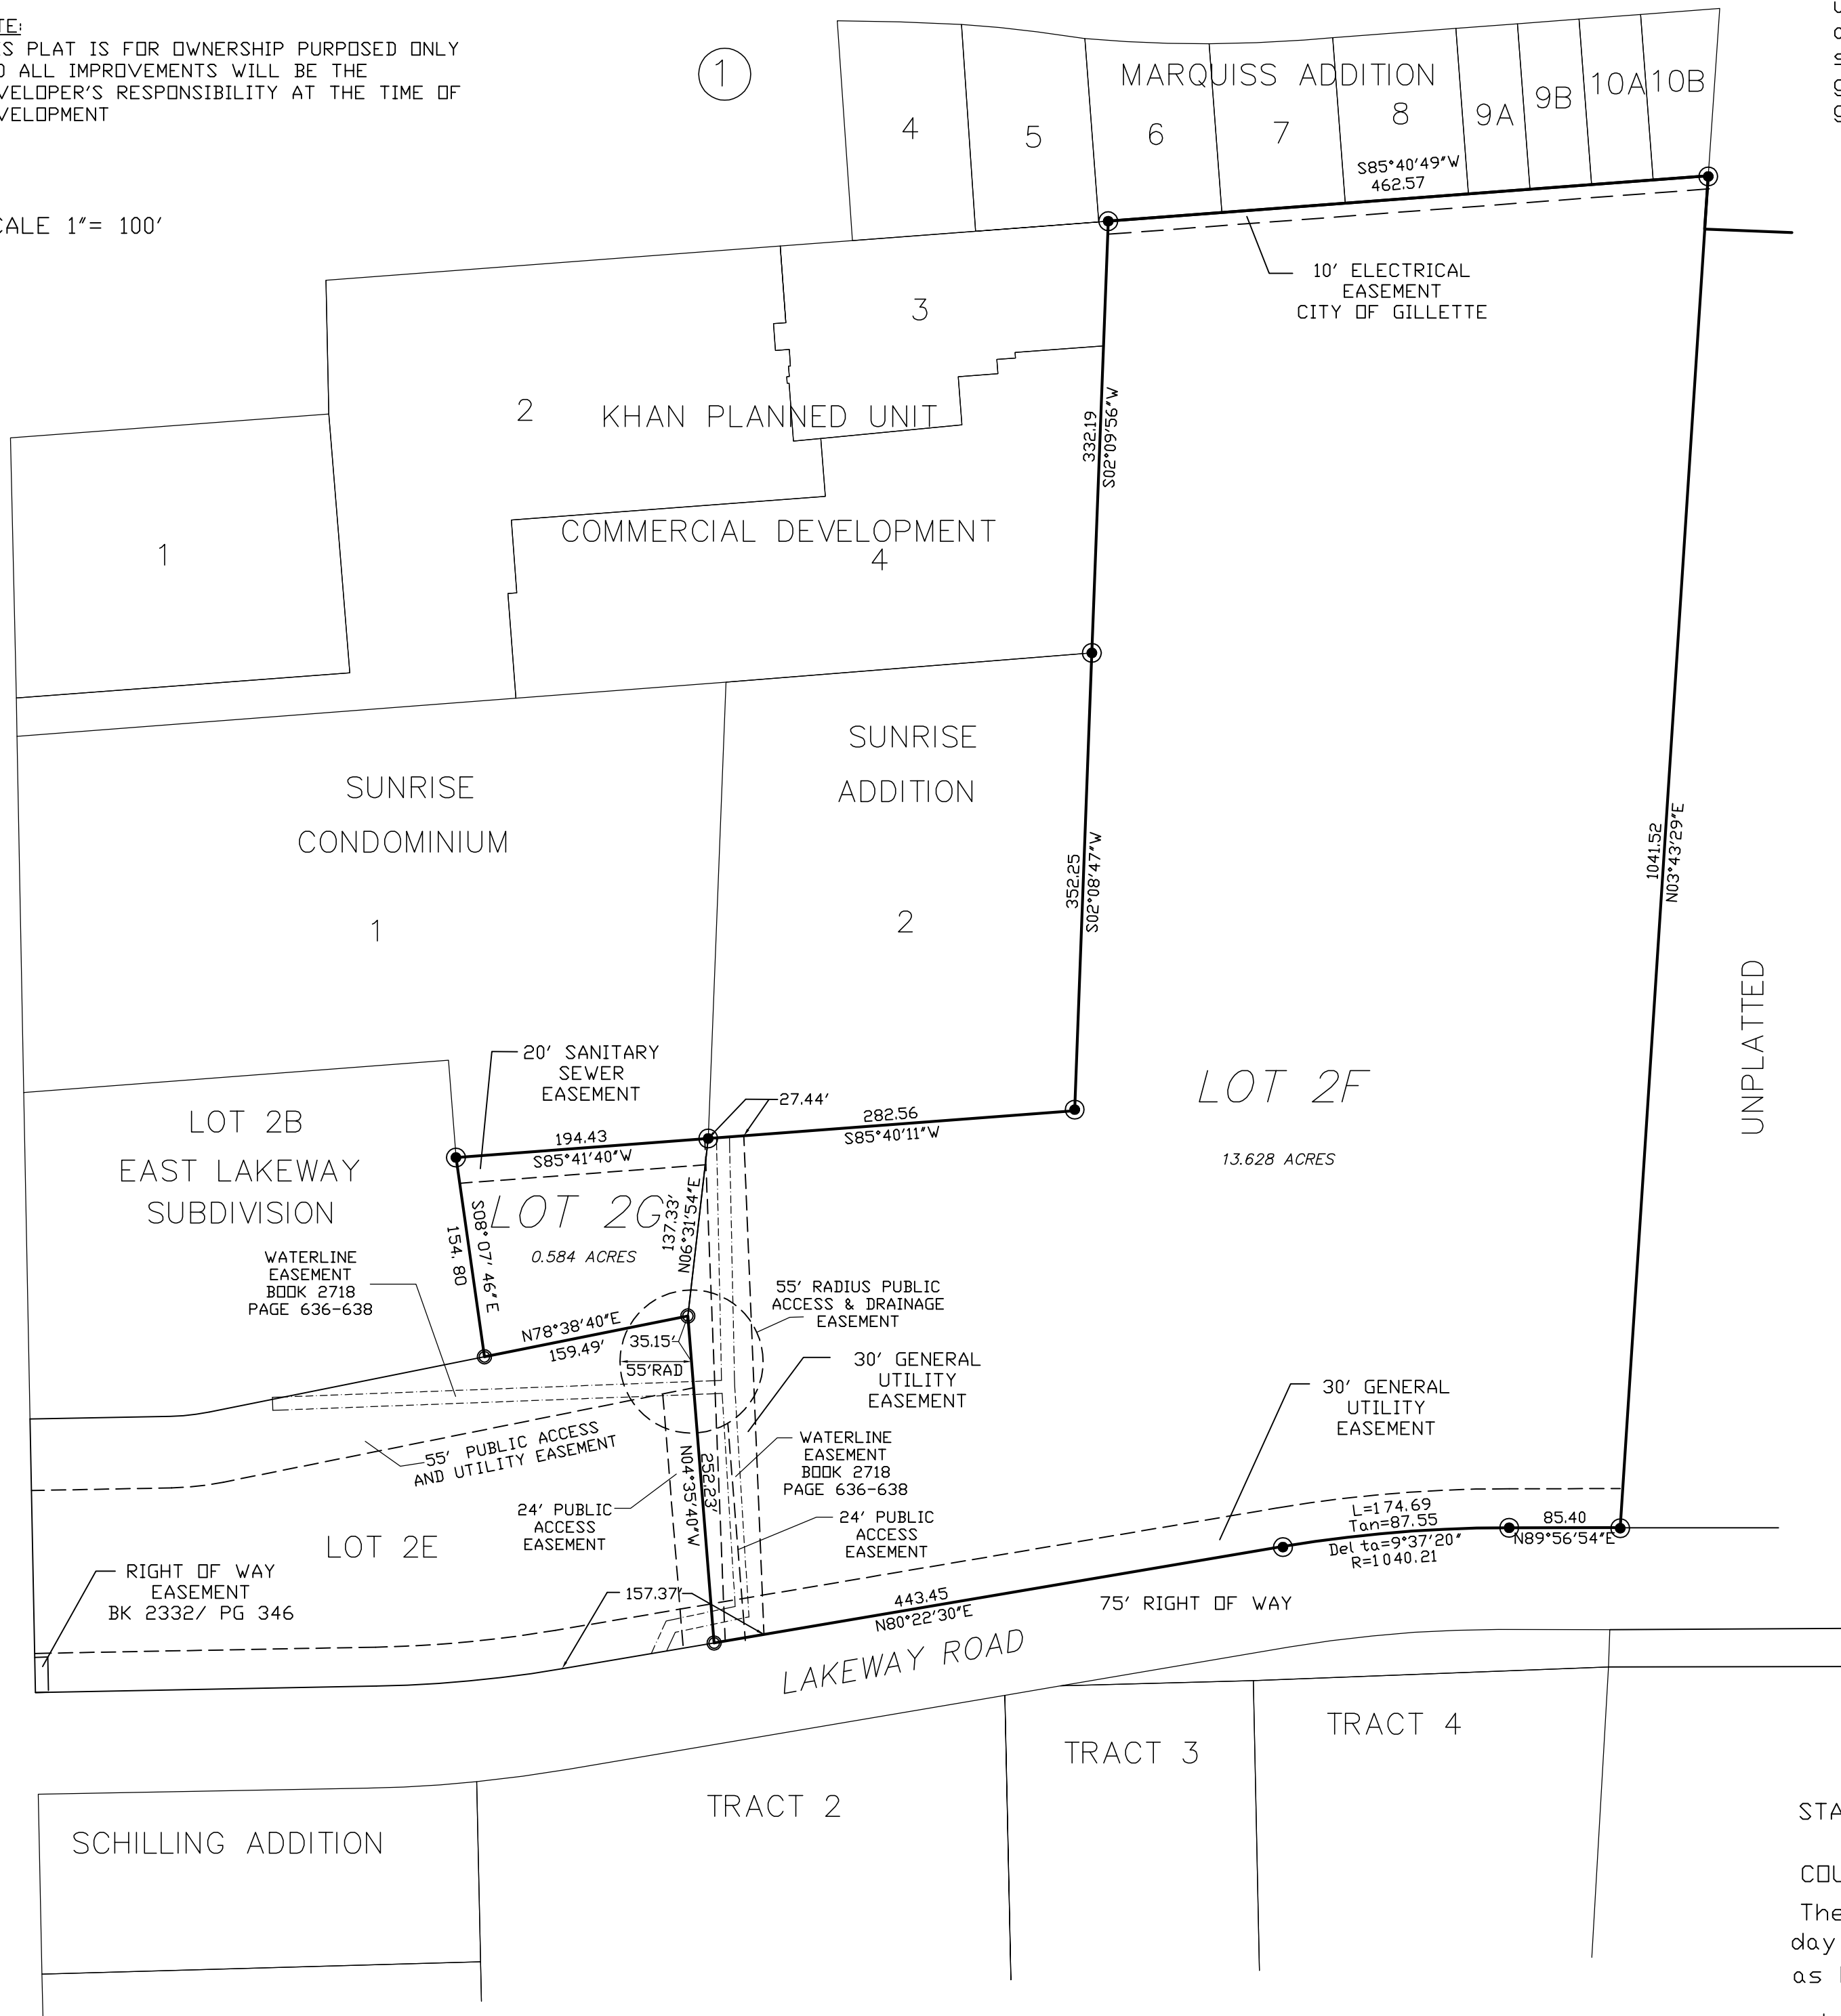 TE:
S PLAT IS FOR OWNERSHIP PURPOSED ONLY
D ALL IMPROVEMENTS WILL BE THE
VELOPER'S RESPONSIBILITY AT THE TIME OF
VELOPMENT
CALE 1"= 100'
1
MARQUISS ADDITION
4
5
6
7
8
9A
9B
10A
10B
S85°40'49"W
462.57
10' ELECTRICAL
EASEMENT
CITY OF GILLETTE
3
2
KHAN PLANNED UNIT
332.19
S02°09'56"W
COMMERCIAL DEVELOPMENT
4
1
SUNRISE
CONDOMINIUM
1
SUNRISE
ADDITION
2
352.25
S02°08'47"W
1041.52
N03°43'29"E
UNPLATTED
20' SANITARY
SEWER
EASEMENT
27.44'
282.56
S85°40'11"W
194.43
S85°41'40"W
LOT 2F
13.628 ACRES
LOT 2B
EAST LAKEWAY
SUBDIVISION
LOT 2G
0.584 ACRES
137.33'
N06°31'54"E
S08°07'46"E
154.80
WATERLINE
EASEMENT
BOOK 2718
PAGE 636-638
N78°38'40"E
159.49'
35.15'
55'RAD
55' RADIUS PUBLIC
ACCESS & DRAINAGE
EASEMENT
30' GENERAL
UTILITY
EASEMENT
30' GENERAL
UTILITY
EASEMENT
55' PUBLIC ACCESS
AND UTILITY EASEMENT
WATERLINE
EASEMENT
BOOK 2718
PAGE 636-638
252.23'
N04°35'40"W
24' PUBLIC
ACCESS
EASEMENT
24' PUBLIC
ACCESS
EASEMENT
L=174.69
Tan=87.55
Delta=9°37'20"
R=1040.21
85.40
N89°56'54"E
LOT 2E
RIGHT OF WAY
EASEMENT
BK 2332/ PG 346
157.37'
443.45
N80°22'30"E
75' RIGHT OF WAY
LAKEWAY ROAD
TRACT 4
TRACT 3
TRACT 2
SCHILLING ADDITION
STA
COU
The
day
as